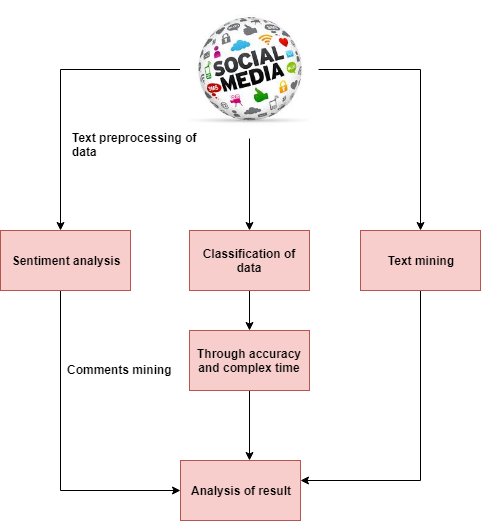 SOCIAL
MEDIA
SMS
Text preprocessing of
data
Sentiment analysis
Classification of
data
Text mining
Through accuracy
and complex time
Comments mining
Analysis of result